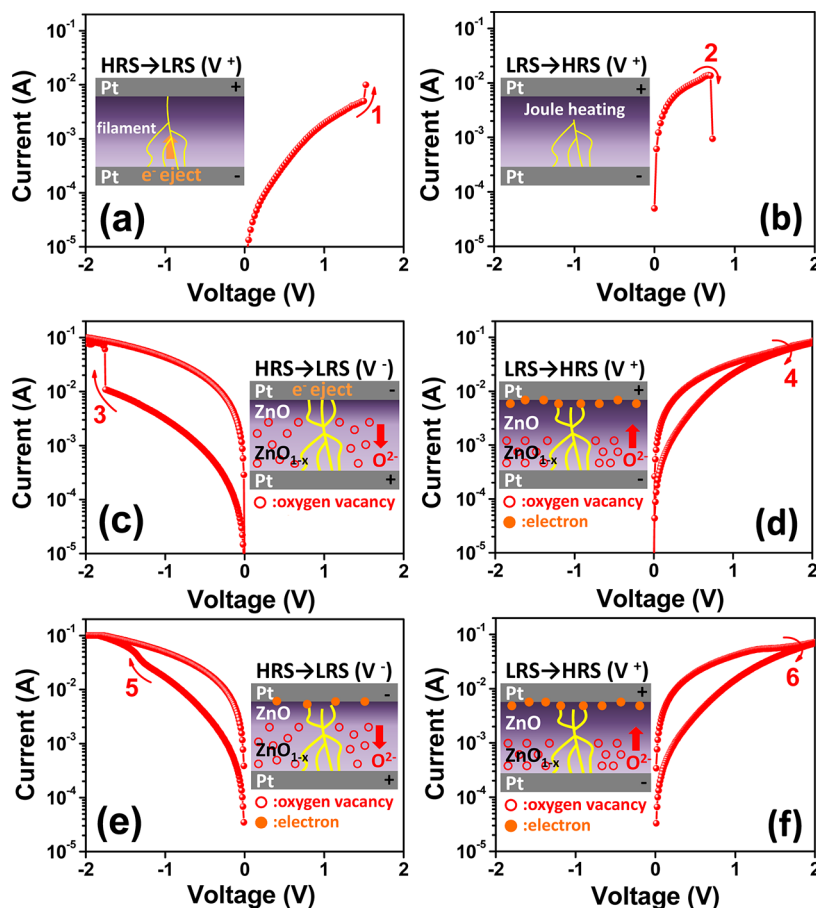 Current (A)
10⁻¹
10⁻²
10⁻³
10⁻⁴
10⁻⁵
HRS→LRS (V⁺)
Pt +
filament
e⁻ eject
Pt -
1
(a)
-2 -1 0 1 2
Voltage (V)
Current (A)
10⁻¹
10⁻²
10⁻³
10⁻⁴
10⁻⁵
LRS→HRS (V⁺)
Pt +
Joule heating
Pt -
2
(b)
-2 -1 0 1 2
Voltage (V)
Current (A)
10⁻¹
10⁻²
10⁻³
10⁻⁴
10⁻⁵
3
HRS→LRS (V⁻)
Pt e⁻ eject -
ZnO
ZnO₁₋ₓ O²⁻
Pt +
:oxygen vacancy
(c)
-2 -1 0 1 2
Voltage (V)
Current (A)
10⁻¹
10⁻²
10⁻³
10⁻⁴
10⁻⁵
LRS→HRS (V⁺)
4
Pt +
ZnO
ZnO₁₋ₓ O²⁻
Pt -
:oxygen vacancy
:electron
(d)
-2 -1 0 1 2
Voltage (V)
Current (A)
10⁻¹
10⁻²
10⁻³
10⁻⁴
10⁻⁵
5
HRS→LRS (V⁻)
Pt -
ZnO
ZnO₁₋ₓ O²⁻
Pt +
:oxygen vacancy
:electron
(e)
-2 -1 0 1 2
Voltage (V)
Current (A)
10⁻¹
10⁻²
10⁻³
10⁻⁴
10⁻⁵
LRS→HRS (V⁺)
6
Pt +
ZnO
ZnO₁₋ₓ O²⁻
Pt -
:oxygen vacancy
:electron
(f)
-2 -1 0 1 2
Voltage (V)